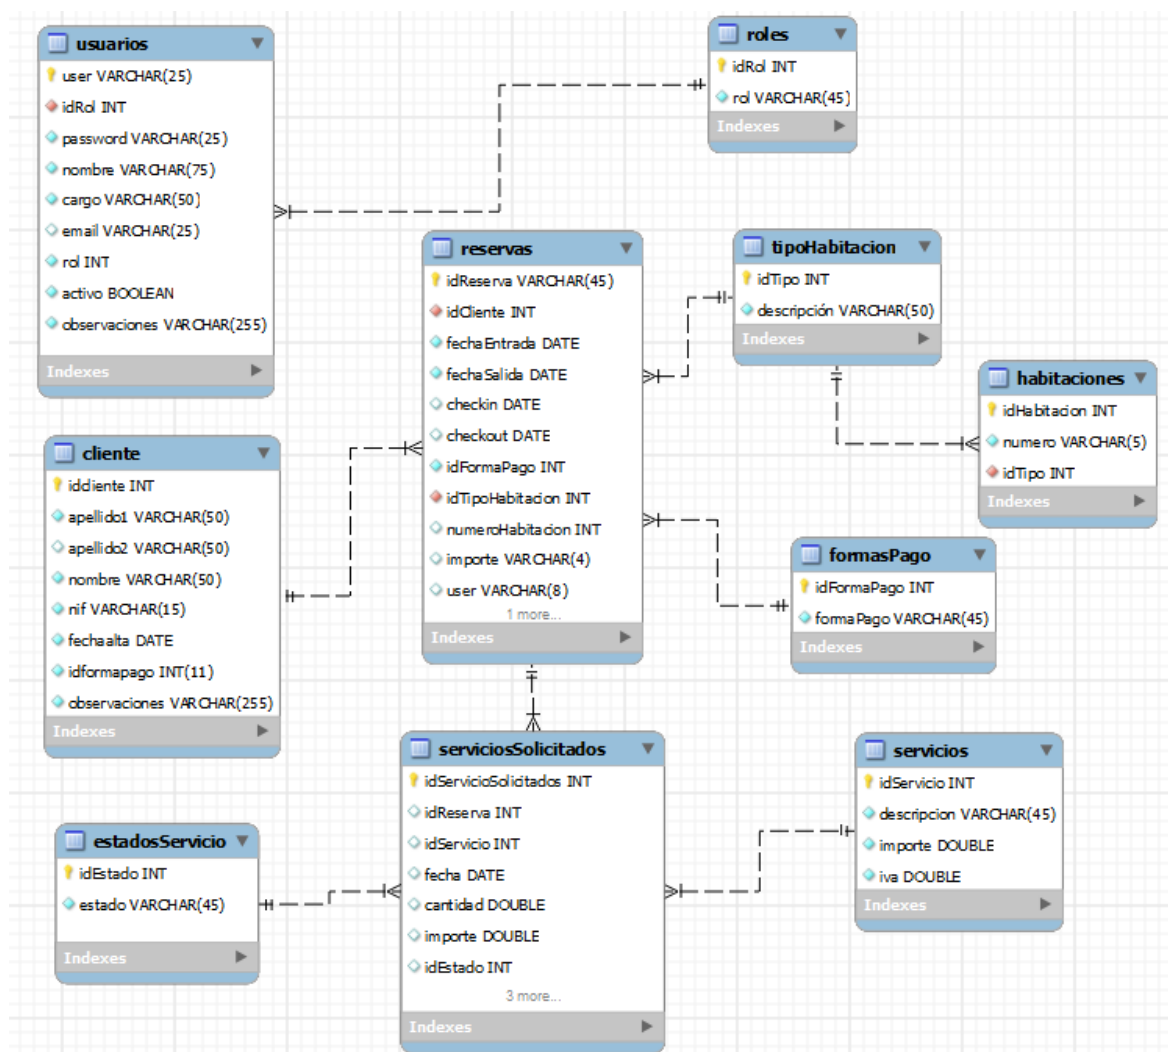 usuarios
user VARCHAR(25)
idRol INT
password VARCHAR(25)
nombre VARCHAR(75)
cargo VARCHAR(50)
email VARCHAR(25)
rol INT
activo BOOLEAN
observaciones VARCHAR(255)
Indexes
roles
idRol INT
rol VARCHAR(45)
Indexes
reservas
idReserva VARCHAR(45)
idCliente INT
fechaEntrada DATE
fechaSalida DATE
checkin DATE
checkout DATE
idFormaPago INT
idTipoHabitacion INT
numeroHabitacion INT
importe VARCHAR(4)
user VARCHAR(8)
1 more...
Indexes
tipoHabitacion
idTipo INT
descripción VARCHAR(50)
Indexes
habitaciones
idHabitacion INT
numero VARCHAR(5)
idTipo INT
Indexes
cliente
idcliente INT
apellido1 VARCHAR(50)
apellido2 VARCHAR(50)
nombre VARCHAR(50)
nif VARCHAR(15)
fechaalta DATE
idformapago INT(11)
observaciones VARCHAR(255)
Indexes
formasPago
idFormaPago INT
formaPago VARCHAR(45)
Indexes
serviciosSolicitados
idServicioSolicitados INT
idReserva INT
idServicio INT
fecha DATE
cantidad DOUBLE
importe DOUBLE
idEstado INT
3 more...
Indexes
servicios
idServicio INT
descripcion VARCHAR(45)
importe DOUBLE
iva DOUBLE
Indexes
estadosServicio
idEstado INT
estado VARCHAR(45)
Indexes